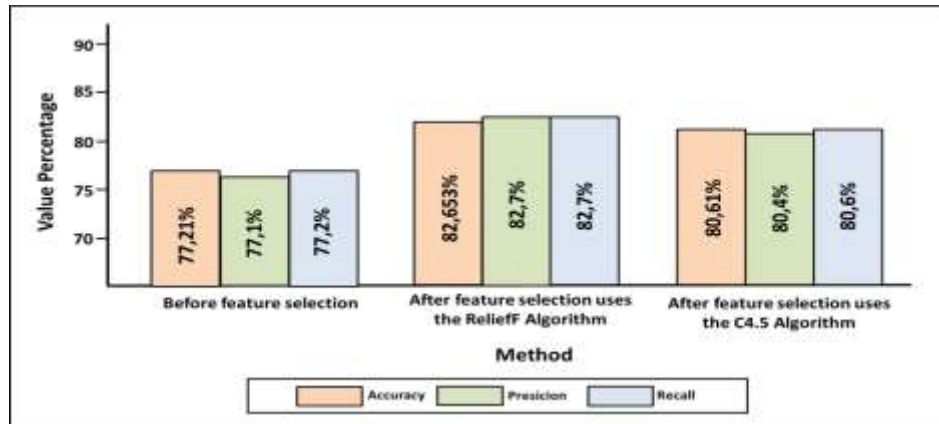 Value Percentage
90
85
80
75
70
77,21%
77,1%
77,2%
82,653%
82,7%
82,7%
80,61%
80,4%
80,6%
Before feature selection
After feature selection uses
the ReliefF Algorithm
After feature selection uses
the C4.5 Algorithm
Method
Accuracy
Presicion
Recall